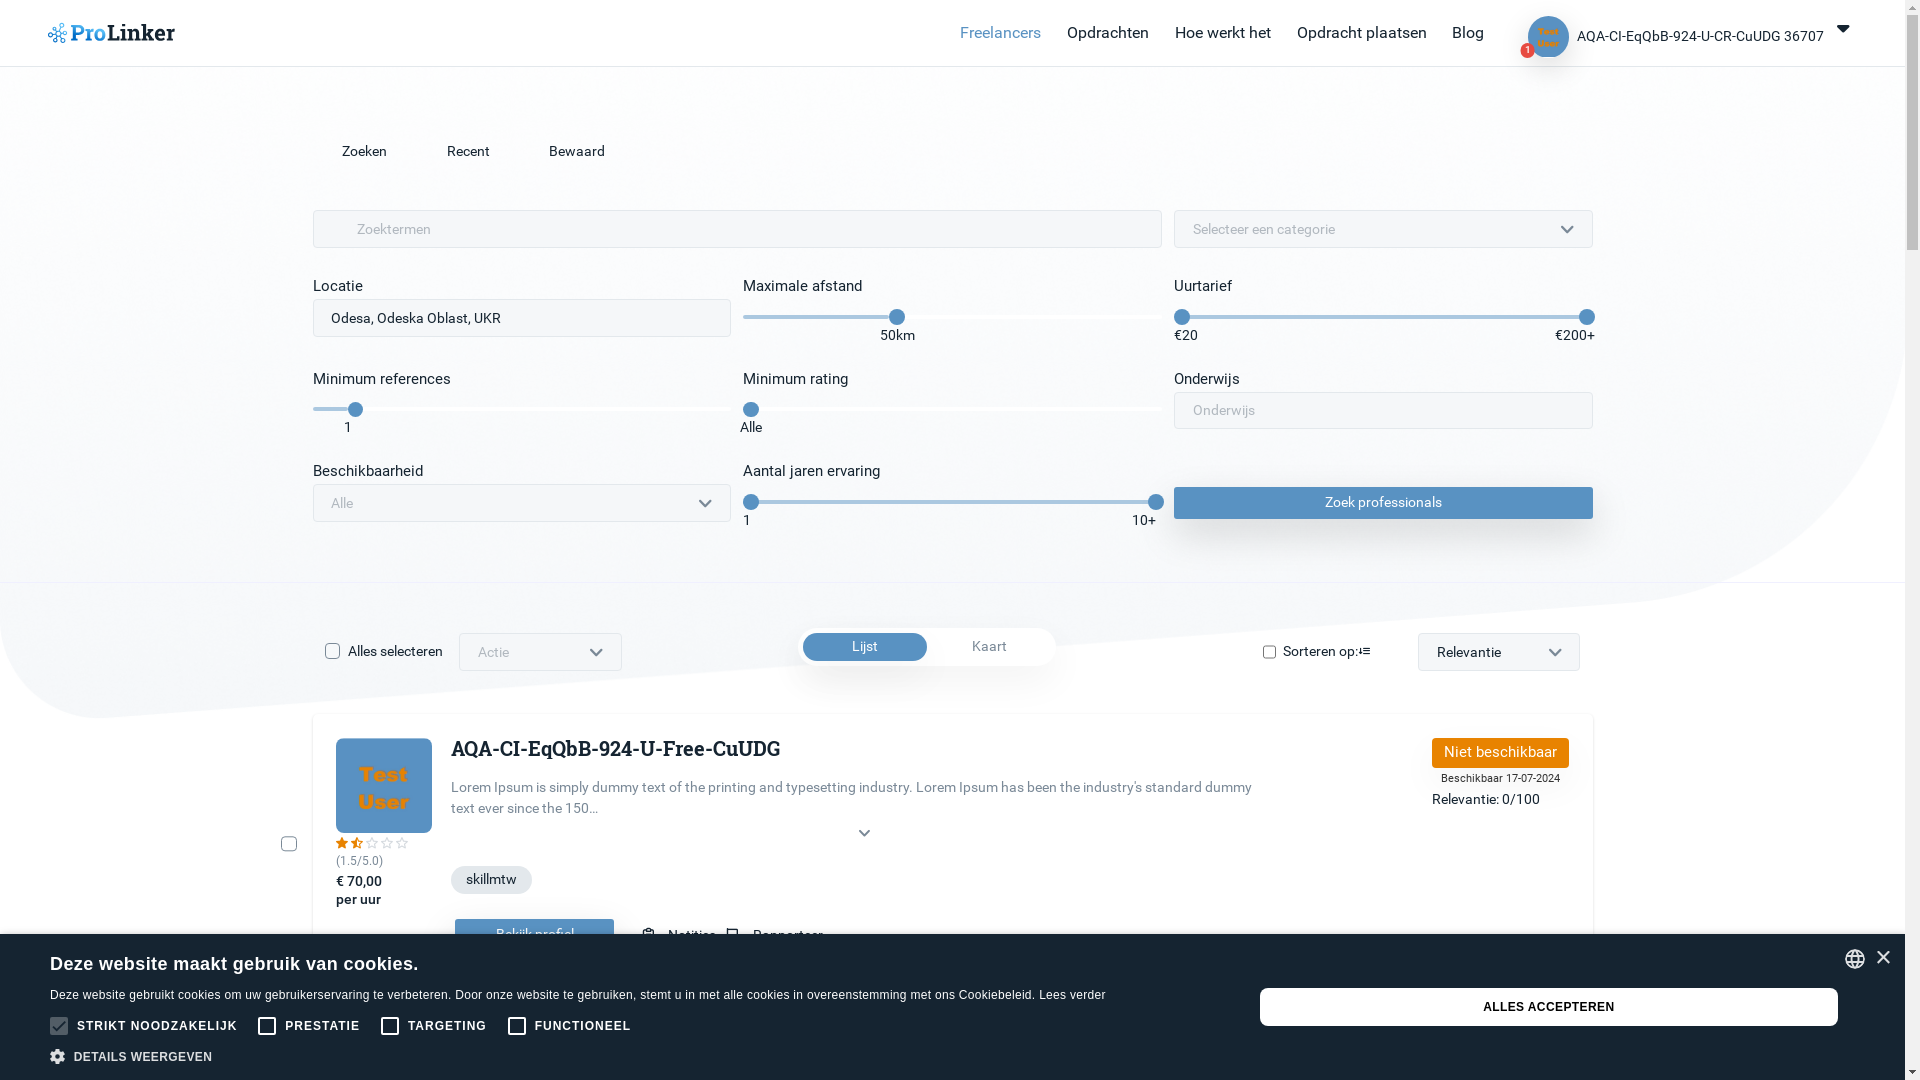 ProLinker
Freelancers
Opdrachten
Hoe werkt het
Opdracht plaatsen
Blog
Test
User
1
AQA-CI-EqQbB-924-U-CR-CuUDG 36707
Zoeken
Recent
Bewaard
Zoektermen
Selecteer een categorie
Locatie
Maximale afstand
Uurtarief
Odesa, Odeska Oblast, UKR
50km
€20
€200+
Minimum references
Minimum rating
Onderwijs
Onderwijs
1
Alle
Beschikbaarheid
Aantal jaren ervaring
Alle
Zoek professionals
1
10+
Alles selecteren
Actie
Lijst
Kaart
Sorteren op:
Relevantie
Test
User
AQA-CI-EqQbB-924-U-Free-CuUDG
Niet beschikbaar
Beschikbaar 17-07-2024
Relevantie: 0/100
Lorem Ipsum is simply dummy text of the printing and typesetting industry. Lorem Ipsum has been the industry's standard dummy
text ever since the 150...
(1.5/5.0)
€ 70,00
per uur
skillmtw
Bekijk profiel
Notities
Rapporteer
Deze website maakt gebruik van cookies.
Deze website gebruikt cookies om uw gebruikerservaring te verbeteren. Door onze website te gebruiken, stemt u in met alle cookies in overeenstemming met ons Cookiebeleid. Lees verder
STRIKT NOODZAKELIJK
PRESTATIE
TARGETING
FUNCTIONEEL
DETAILS WEERGEVEN
ALLES ACCEPTEREN